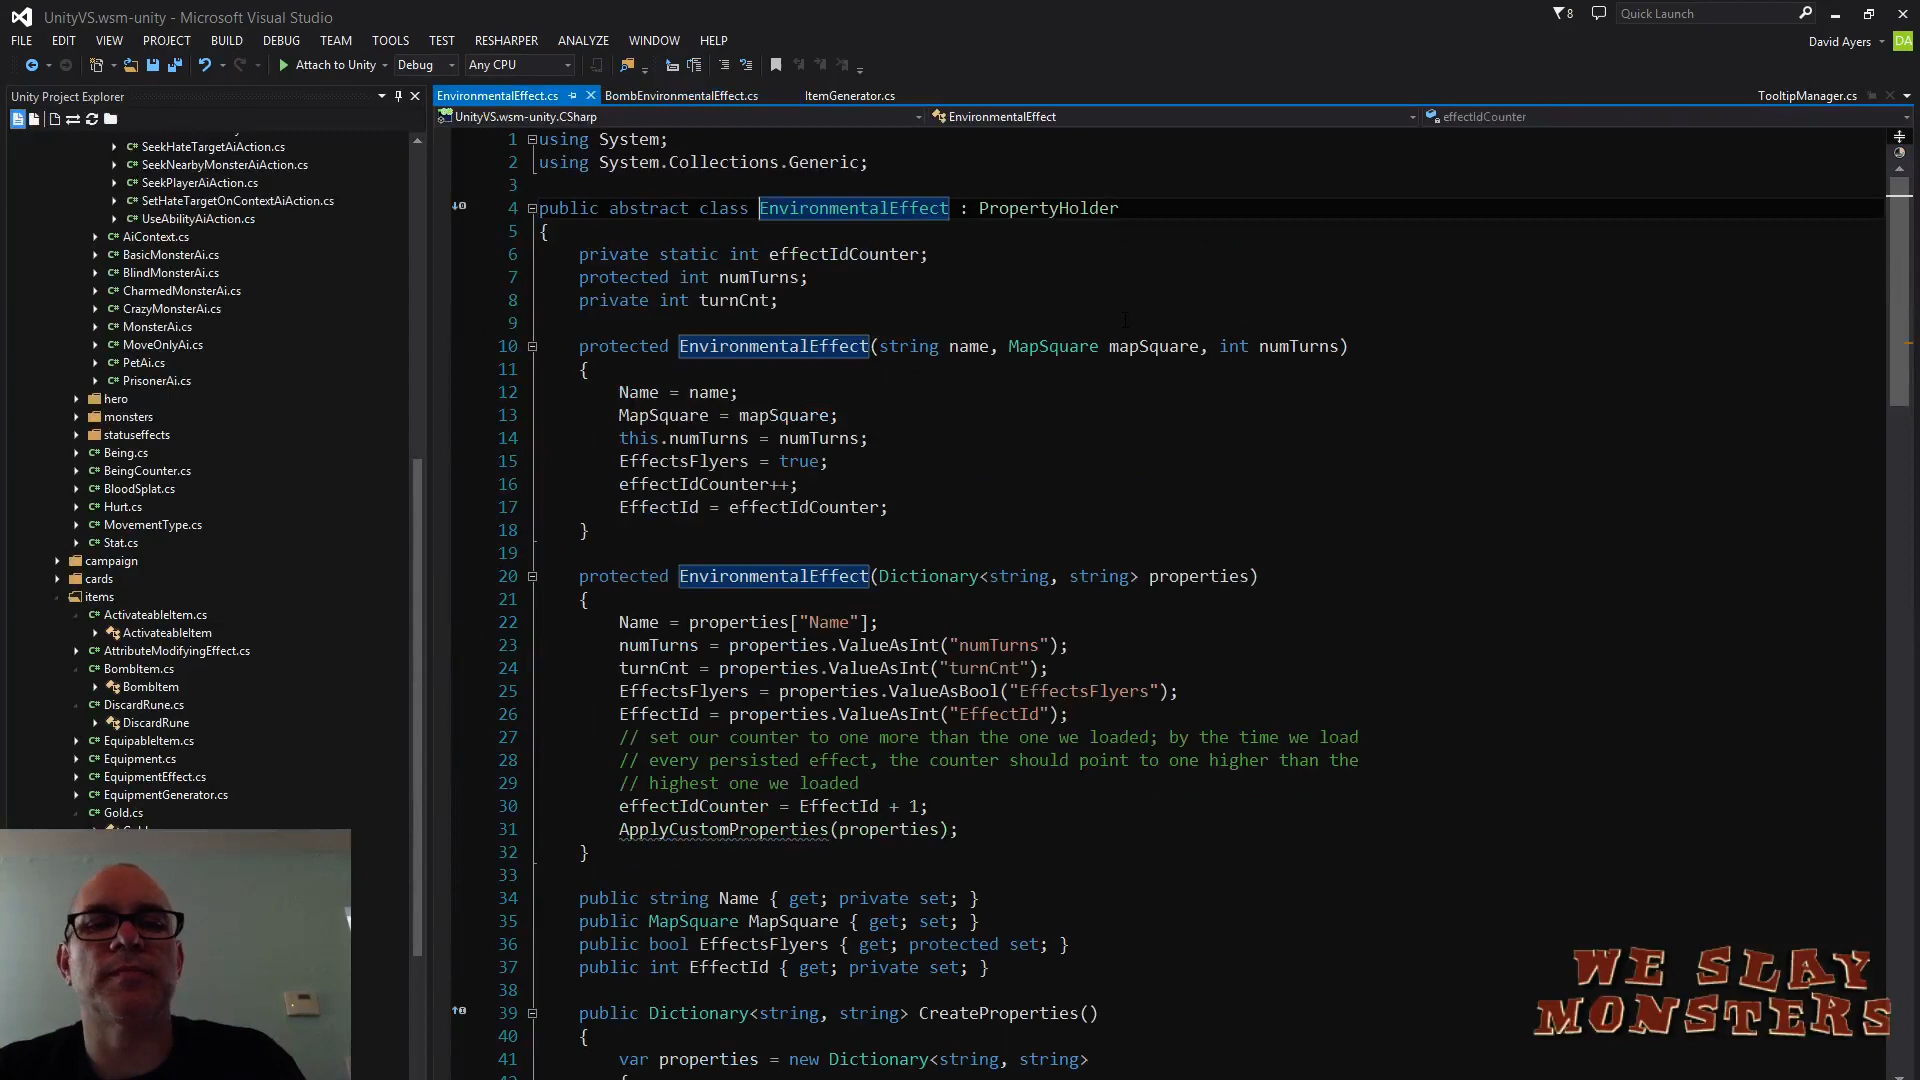 UnityVS.wsm-unity - Microsoft Visual Studio
8
Quick Launch
FILE EDIT VIEW PROJECT BUILD DEBUG TEAM TOOLS TEST RESHARPER ANALYZE WINDOW HELP
David Ayers DA
Attach to Unity Debug Any CPU
Unity Project Explorer
EnvironmentalEffect.cs BombEnvironmentalEffect.cs ItemGenerator.cs TooltipManager.cs
UnityVS.wsm-unity.CSharp EnvironmentalEffect effectIdCounter
C# SeekHateTargetAiAction.cs
C# SeekNearbyMonsterAiAction.cs
C# SeekPlayerAiAction.cs
C# SetHateTargetOnContextAiAction.cs
C# UseAbilityAiAction.cs
C# AiContext.cs
C# BasicMonsterAi.cs
C# BlindMonsterAi.cs
C# CharmedMonsterAi.cs
C# CrazyMonsterAi.cs
C# MonsterAi.cs
C# MoveOnlyAi.cs
C# PetAi.cs
C# PrisonerAi.cs
hero
monsters
statuseffects
C# Being.cs
C# BeingCounter.cs
C# BloodSplat.cs
C# Hurt.cs
C# MovementType.cs
C# Stat.cs
campaign
cards
items
C# ActivateableItem.cs
ActivateableItem
C# AttributeModifyingEffect.cs
C# BombItem.cs
BombItem
C# DiscardRune.cs
DiscardRune
C# EquipableItem.cs
C# Equipment.cs
C# EquipmentEffect.cs
C# EquipmentGenerator.cs
C# Gold.cs
1 using System;
2 using System.Collections.Generic;
3
4 public abstract class EnvironmentalEffect : PropertyHolder
5 {
6 private static int effectIdCounter;
7 protected int numTurns;
8 private int turnCnt;
9
10 protected EnvironmentalEffect(string name, MapSquare mapSquare, int numTurns)
11 {
12 Name = name;
13 MapSquare = mapSquare;
14 this.numTurns = numTurns;
15 EffectsFlyers = true;
16 effectIdCounter++;
17 EffectId = effectIdCounter;
18 }
19
20 protected EnvironmentalEffect(Dictionary<string, string> properties)
21 {
22 Name = properties["Name"];
23 numTurns = properties.ValueAsInt("numTurns");
24 turnCnt = properties.ValueAsInt("turnCnt");
25 EffectsFlyers = properties.ValueAsBool("EffectsFlyers");
26 EffectId = properties.ValueAsInt("EffectId");
27 // set our counter to one more than the one we loaded; by the time we load
28 // every persisted effect, the counter should point to one higher than the
29 // highest one we loaded
30 effectIdCounter = EffectId + 1;
31 ApplyCustomProperties(properties);
32 }
33
34 public string Name { get; private set; }
35 public MapSquare MapSquare { get; set; }
36 public bool EffectsFlyers { get; protected set; }
37 public int EffectId { get; private set; }
38
39 public Dictionary<string, string> CreateProperties()
40 {
41 var properties = new Dictionary<string, string>
WE SLAY
MONSTERS